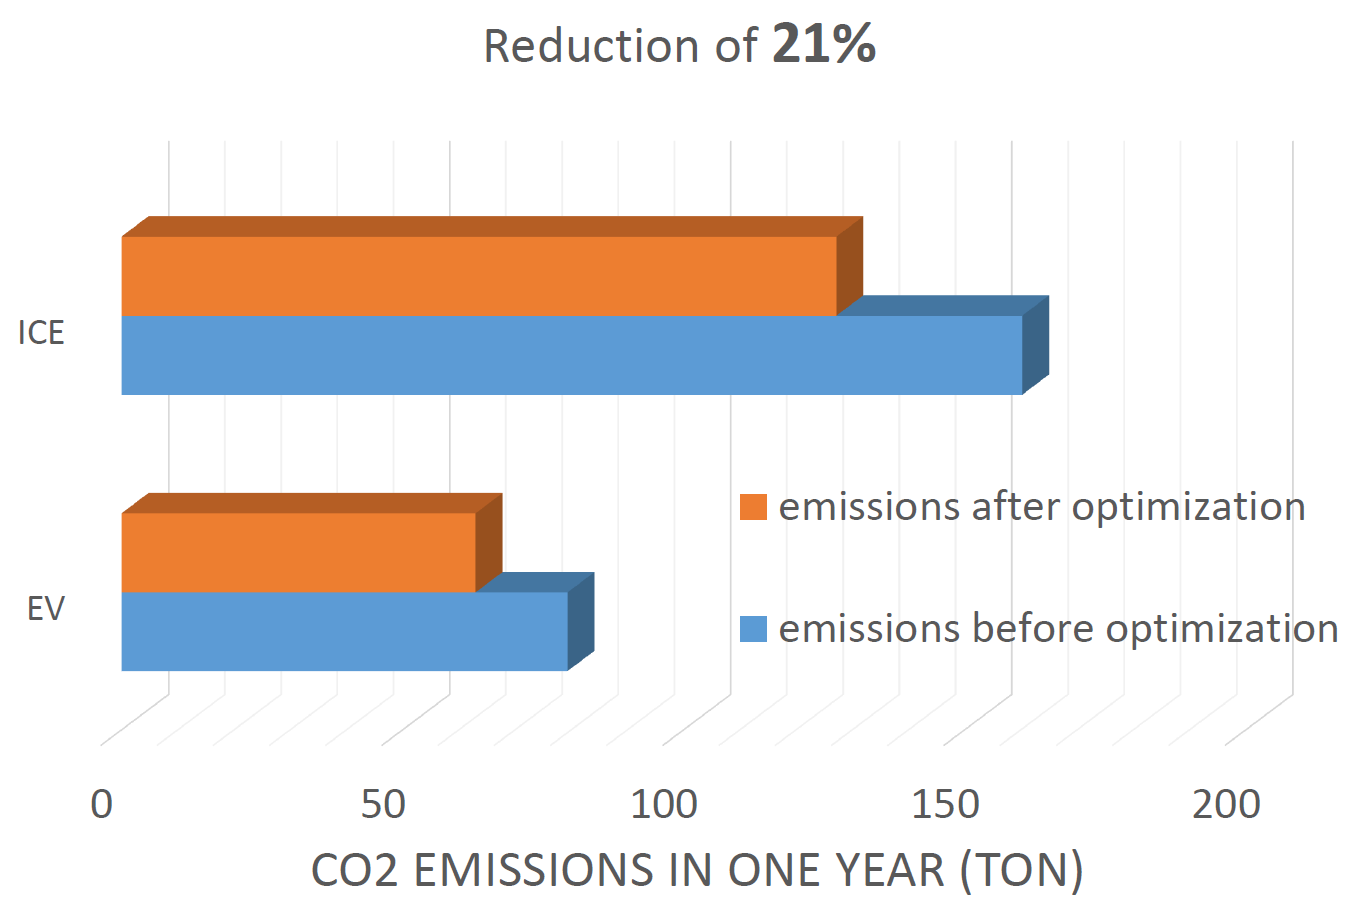 Reduction of 21%
ICE
emissions after optimization
EV
emissions before optimization
0 50 100 150 200
CO2 EMISSIONS IN ONE YEAR (TON)